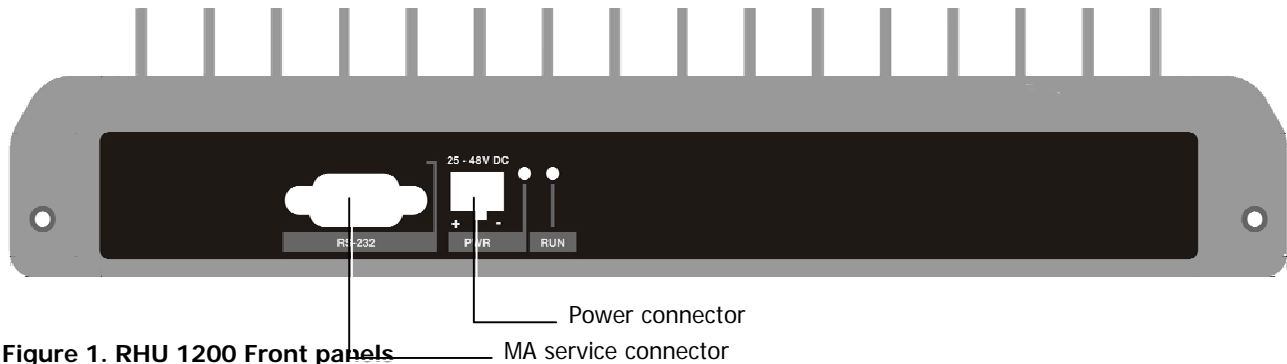 25 - 48V DC
+ -
RS-232 PWR RUN
Power connector
MA service connector
Figure 1. RHU 1200 Front panels